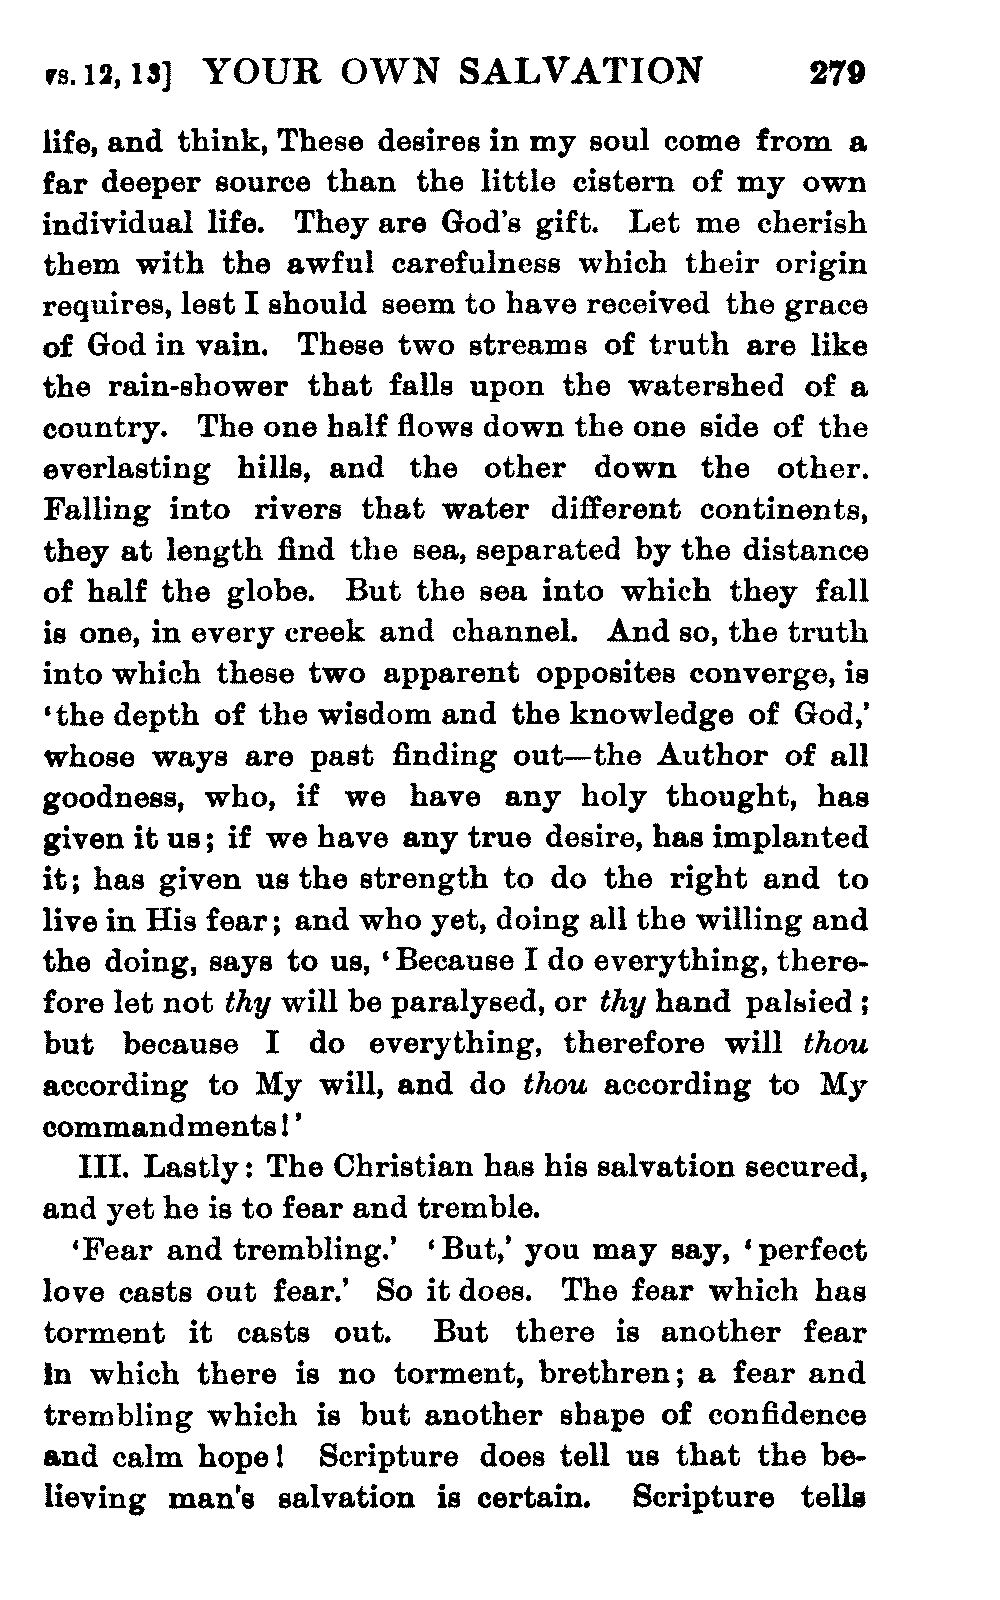 vs. 12, 13] YOUR OWN SALVATION 279
life, and think, These desires in my soul come from a
far deeper source than the little cistern of my own
individual life. They are God's gift. Let me cherish
them with the awful carefulness which their origin
requires, lest I should seem to have received the grace
of God in vain. These two streams of truth are like
the rain-shower that falls upon the watershed of a
country. The one half flows down the one side of the
everlasting hills, and the other down the other.
Falling into rivers that water different continents,
they at length find the sea, separated by the distance
of half the globe. But the sea into which they fall
is one, in every creek and channel. And so, the truth
into which these two apparent opposites converge, is
‘the depth of the wisdom and the knowledge of God,’
whose ways are past finding out—the Author of all
goodness, who, if we have any holy thought, has
given it us; if we have any true desire, has implanted
it; has given us the strength to do the right and to
live in His fear; and who yet, doing all the willing and
the doing, says to us, ‘Because I do everything, there-
fore let not thy will be paralysed, or thy hand palsied;
but because I do everything, therefore will thou
according to My will, and do thou according to My
commandments!’
III. Lastly: The Christian has his salvation secured,
and yet he is to fear and tremble.
‘Fear and trembling.’ ‘But,’ you may say, ‘perfect
love casts out fear.’ So it does. The fear which has
torment it casts out. But there is another fear
in which there is no torment, brethren; a fear and
trembling which is but another shape of confidence
and calm hope! Scripture does tell us that the be-
lieving man's salvation is certain. Scripture tells